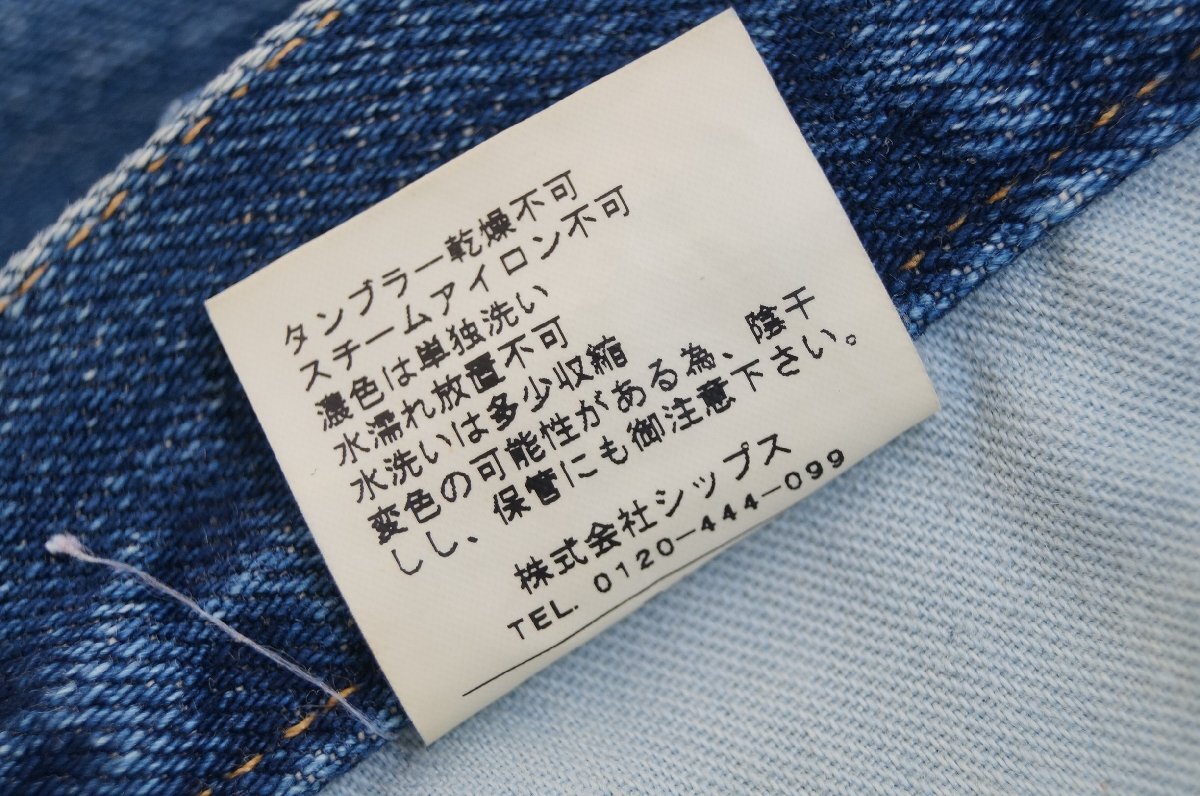 タンブラー乾燥不可
スチームアイロン不可
濃色は単独洗い
水濡れ放置不可
水洗いは多少収縮
変色の可能性がある為、陰干
しし、保管にも御注意下さい。
株式会社シップス
TEL. 0120-444-099